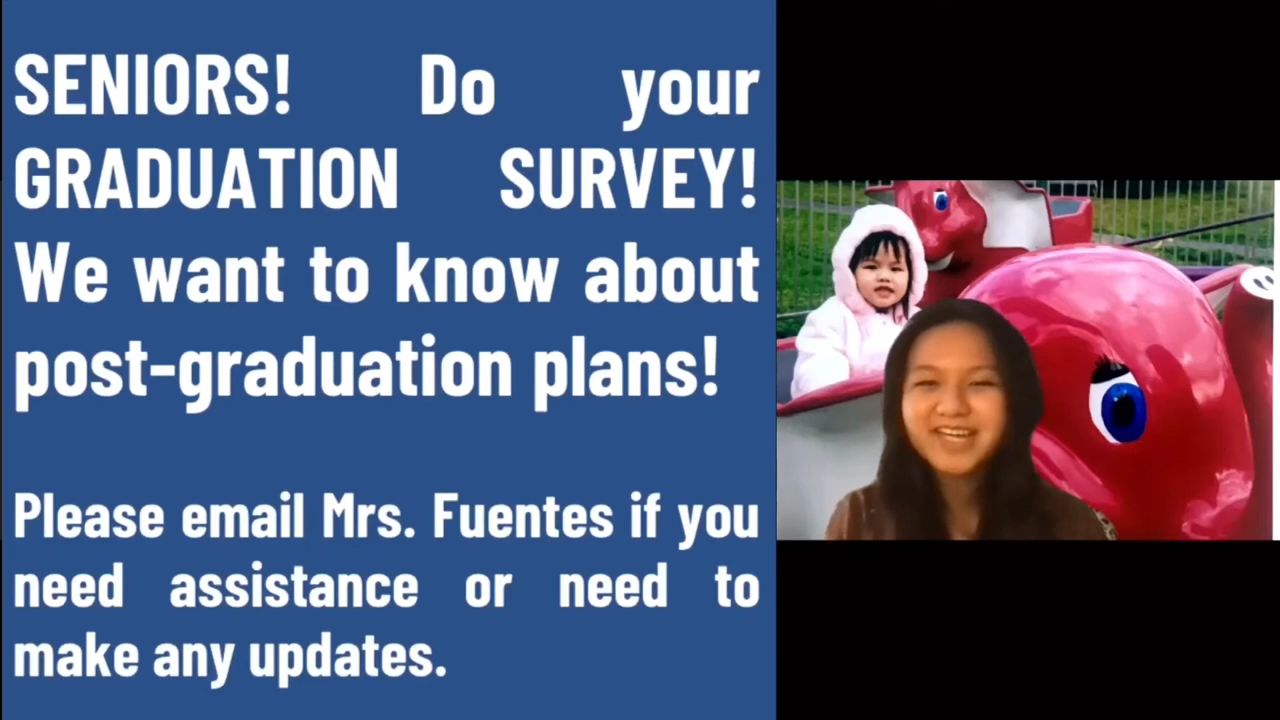 SENIORS! Do your
GRADUATION SURVEY!
We want to know about
post-graduation plans!
Please email Mrs. Fuentes if you
need assistance or need to
make any updates.